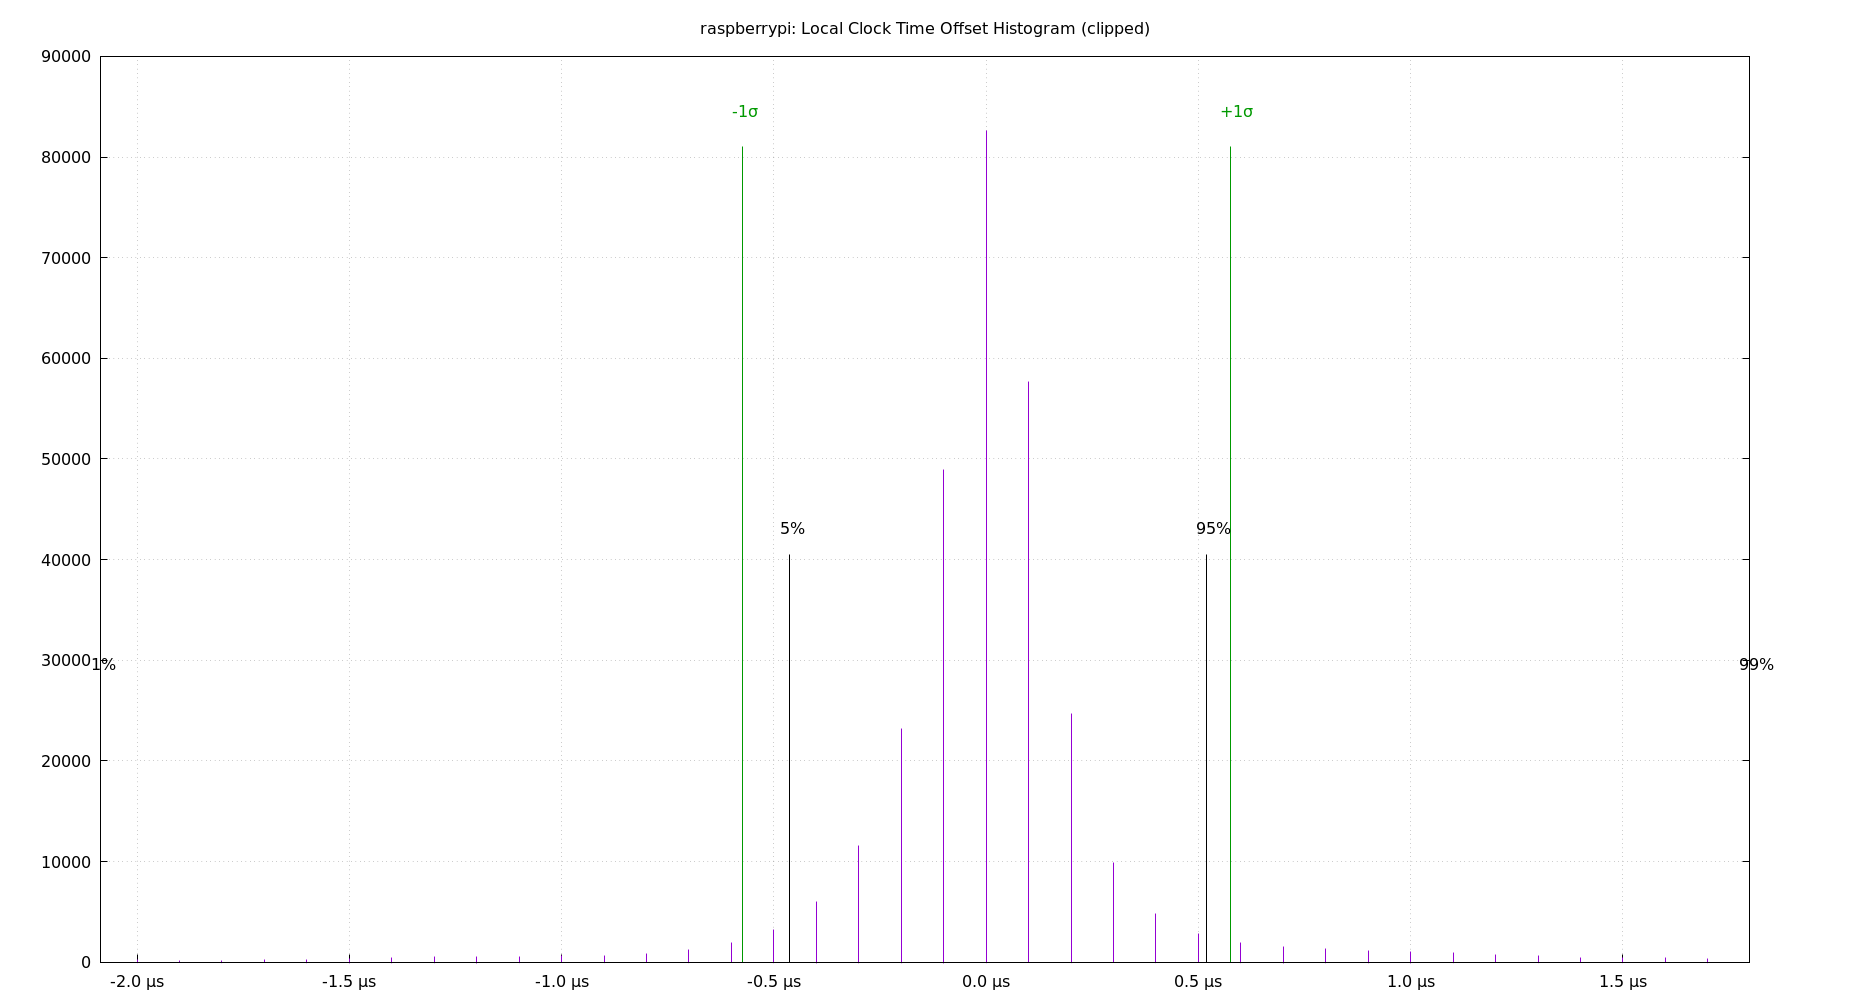 raspberrypi: Local Clock Time Offset Histogram (clipped)
90000
-1σ +1σ
80000
70000
60000
50000
5% 95%
40000
30000 1% 99%
20000
10000
0
-2.0 µs -1.5 µs -1.0 µs -0.5 µs 0.0 µs 0.5 µs 1.0 µs 1.5 µs